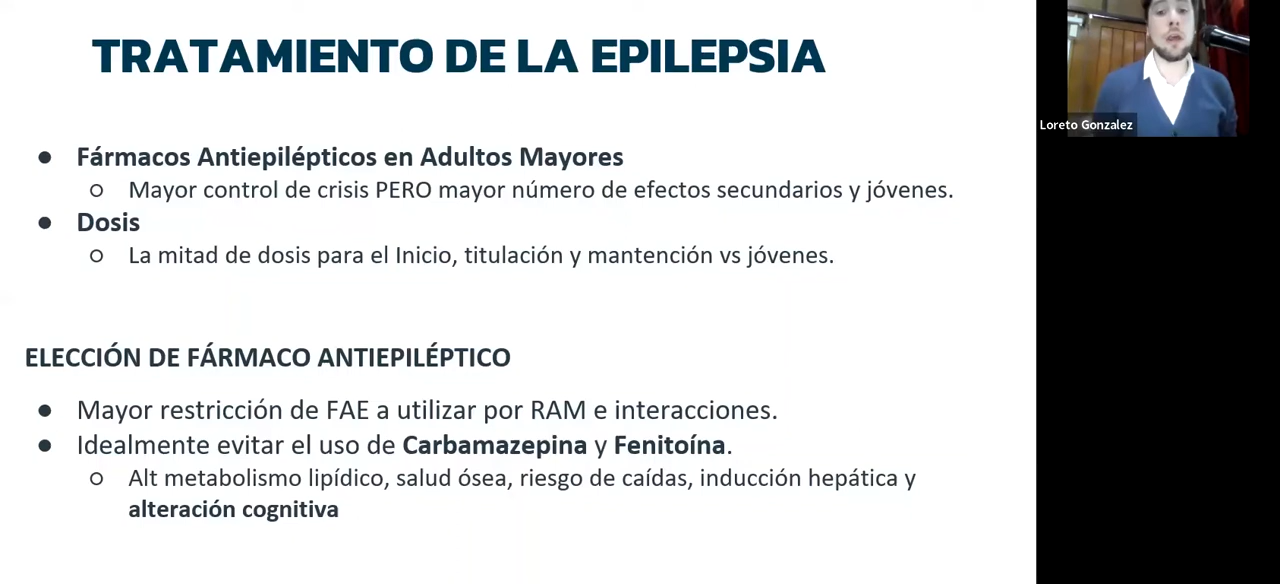 TRATAMIENTO DE LA EPILEPSIA
Loreto Gonzalez
● Fármacos Antiepilépticos en Adultos Mayores
○ Mayor control de crisis PERO mayor número de efectos secundarios y jóvenes.
● Dosis
○ La mitad de dosis para el Inicio, titulación y mantención vs jóvenes.
ELECCIÓN DE FÁRMACO ANTIEPILÉPTICO
● Mayor restricción de FAE a utilizar por RAM e interacciones.
● Idealmente evitar el uso de Carbamazepina y Fenitoína.
○ Alt metabolismo lipídico, salud ósea, riesgo de caídas, inducción hepática y
alteración cognitiva